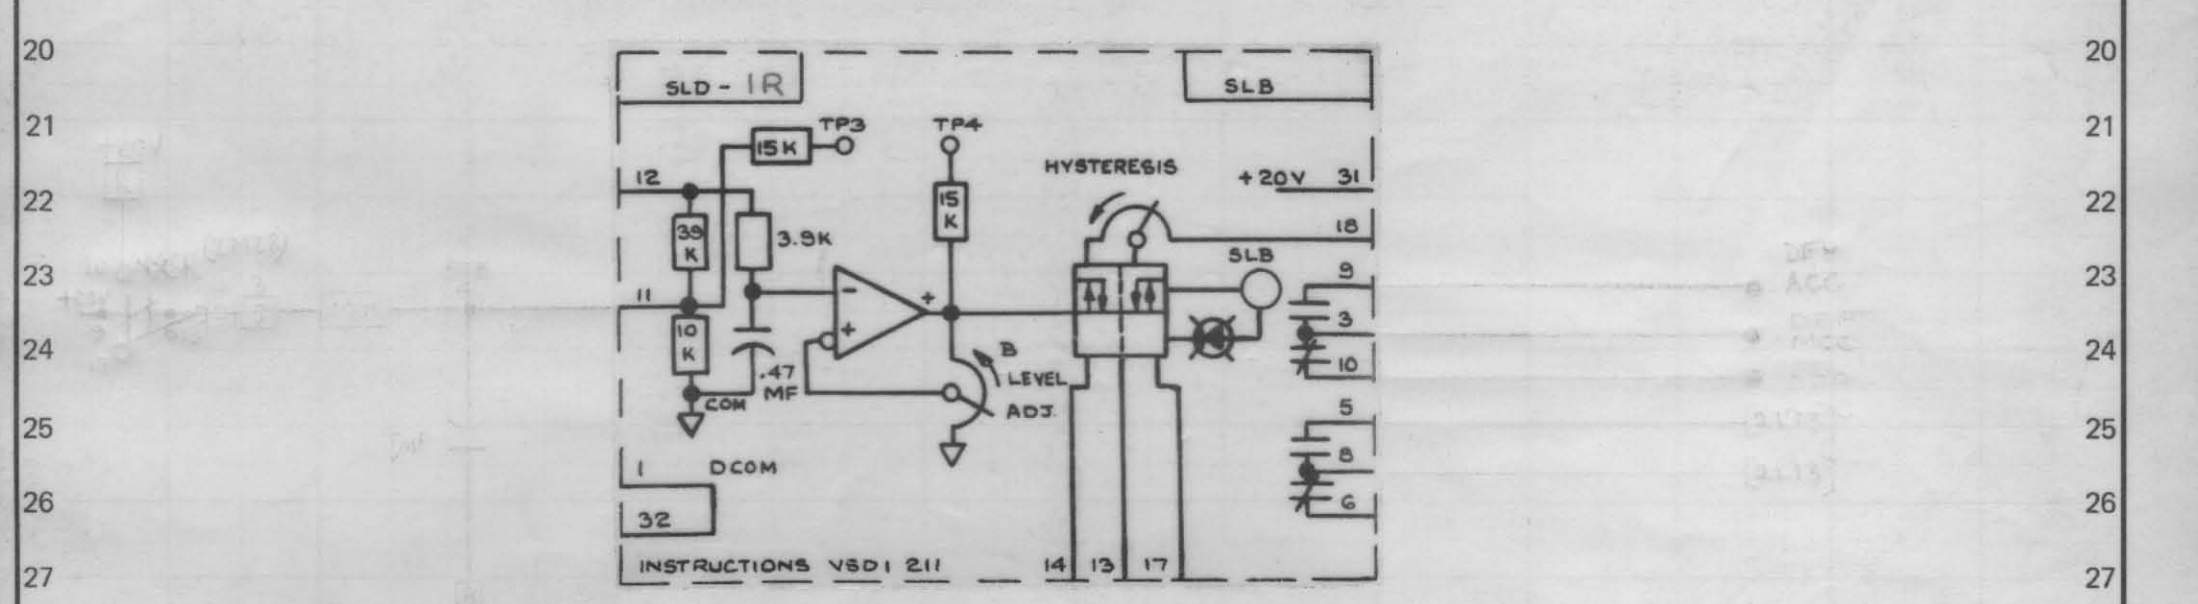 20 20
SLD - 1R
SLB
21 21
TP3
TP4
15K
HYSTERESIS
12
+20V 31
22 22
15
K
39
K
3.9K
18
SLB
23 23
9
11
-
+
3
10
K
+
24 24
B
10
.47
MF
LEVEL
COM
ADJ.
5
25 25
8
1 DCOM
6
26 26
32
INSTRUCTIONS VSD1 211
14 13 17
27 27